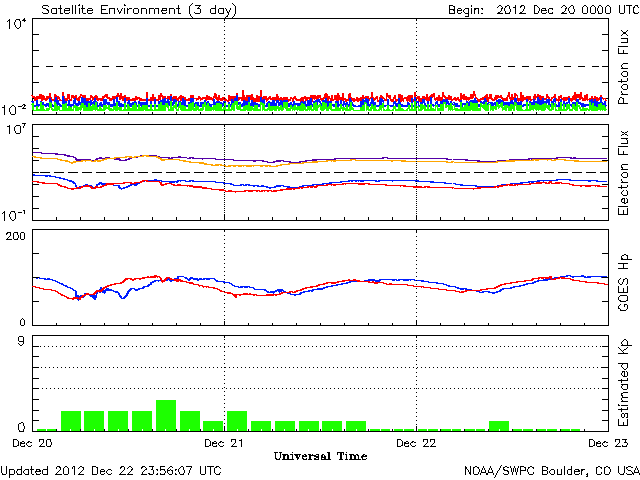 Satellite Environment (3 day) Begin: 2012 Dec 20 0000 UTC
10⁴
10⁻²
Proton Flux
10⁷
10⁻¹
Electron Flux
200
0
GOES Hp
9
0
Estimated Kp
Dec 20 Dec 21 Dec 22 Dec 23
Universal Time
Updated 2012 Dec 22 23:56:07 UTC NOAA/SWPC Boulder, CO USA